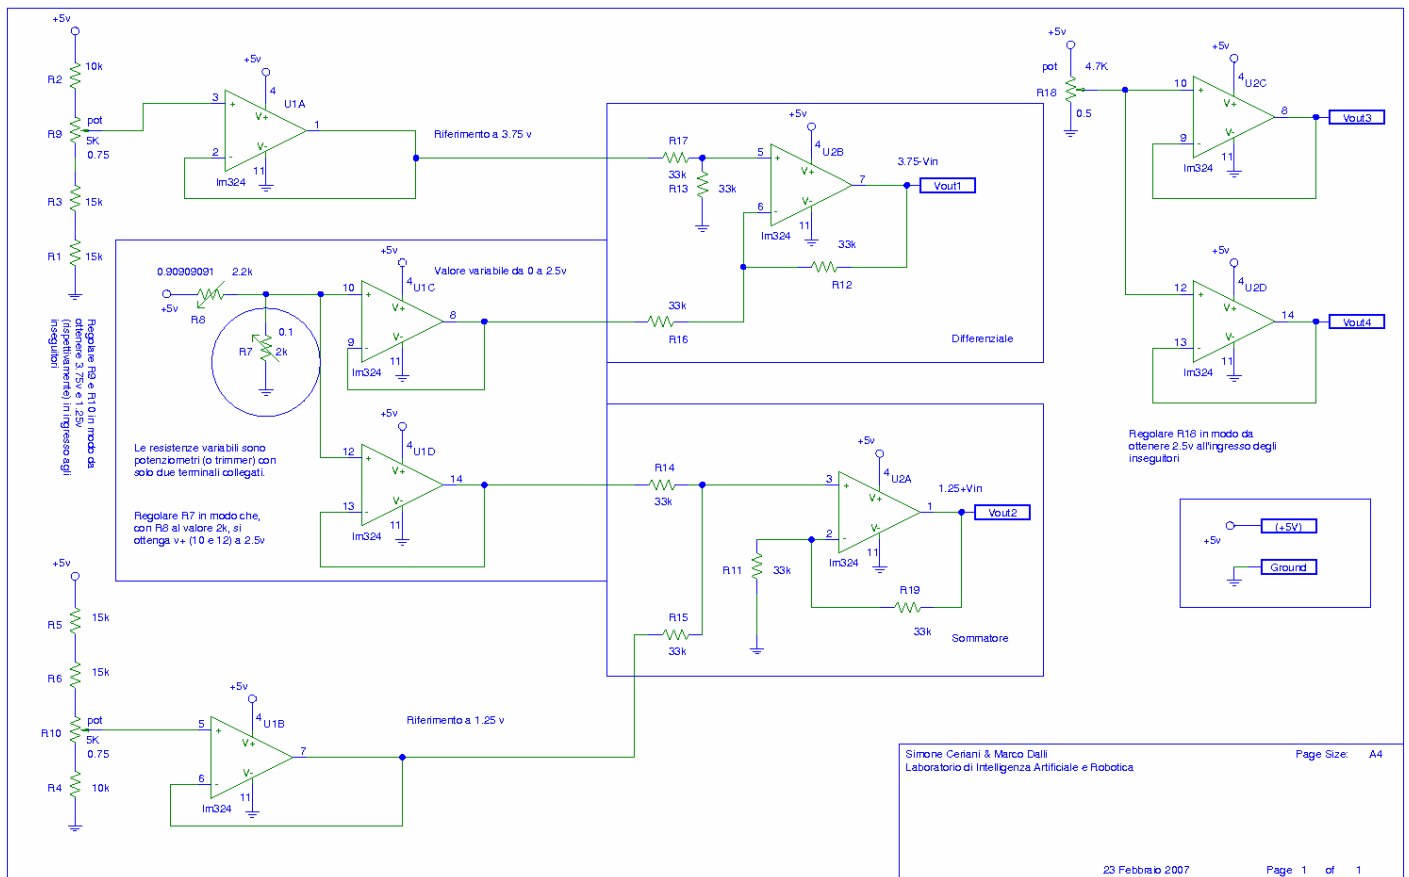 +5v
R2
10k
R9
pot
5K
0.75
R3
15k
R1
15k
Regolare R9 e R10 in modo da
ottenere 3.75v e 1.25v
(rispettivamente) in ingresso agli
inseguitori
+5v
3
2
4
V+
V-
11
1
U1A
lm324
Riferimento a 3.75 v
0.90909091
2.2k
+5v
R8
0.1
R7
2k
+5v
10
9
4
V+
V-
11
8
U1C
lm324
Valore variabile da 0 a 2.5v
+5v
12
13
4
V+
V-
11
14
U1D
lm324
Le resistenze variabili sono
potenziometri (o trimmer) con
solo due terminali collegati.
Regolare R7 in modo che,
con R8 al valore 2k, si
ottenga v+ (10 e 12) a 2.5v
+5v
R5
15k
R6
15k
R10
pot
5K
0.75
R4
10k
+5v
5
6
4
V+
V-
11
7
U1B
lm324
Riferimento a 1.25 v
R17
33k
R13
33k
+5v
5
6
4
V+
V-
11
7
U2B
lm324
3.75-Vin
Vout1
33k
R12
33k
R16
Differenziale
R14
33k
R15
33k
+5v
3
2
4
V+
V-
11
1
U2A
lm324
1.25+Vin
Vout2
R11
33k
R19
33k
Sommatore
+5v
pot
4.7K
R18
0.5
+5v
10
9
4
V+
V-
11
8
U2C
lm324
Vout3
+5v
12
13
4
V+
V-
11
14
U2D
lm324
Vout4
Regolare R18 in modo da
ottenere 2.5v all'ingresso degli
inseguitori
+5v
(+5V)
Ground
Simone Ceriani & Marco Dalli
Page Size: A4
Laboratorio di Intelligenza Artificiale e Robotica
23 Febbraio 2007
Page 1 of 1